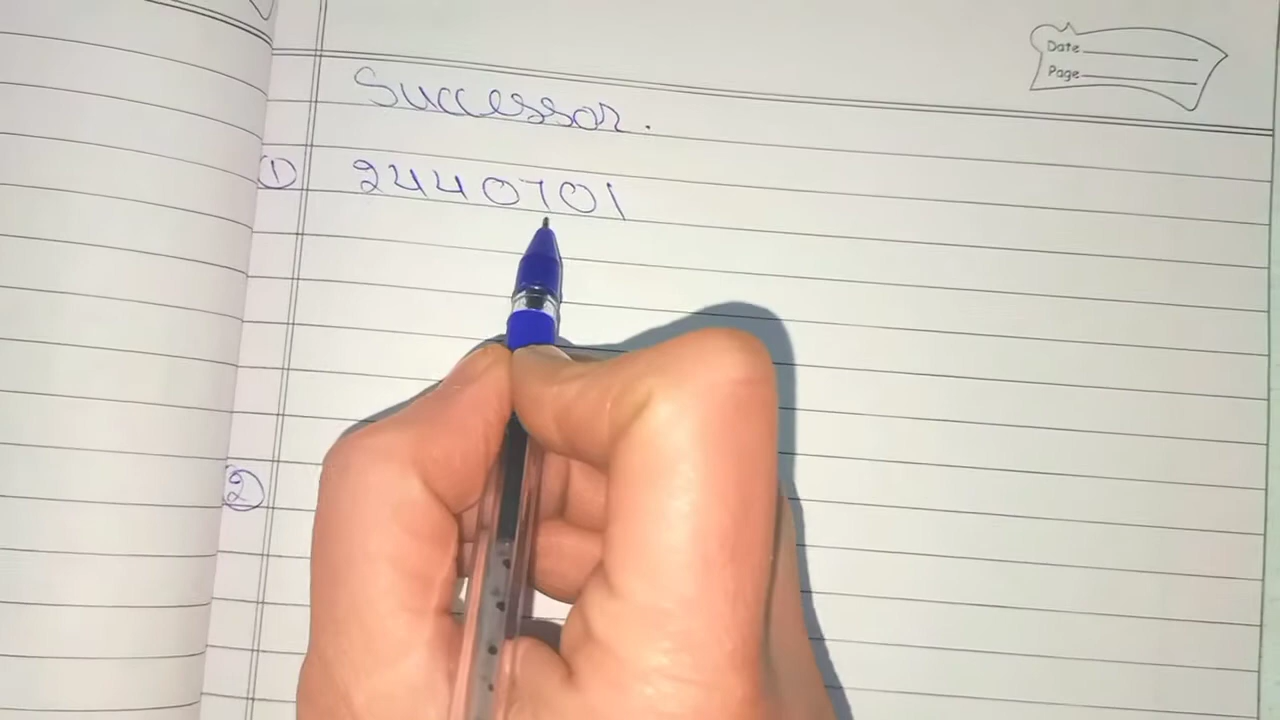 Date
Page
Successor.
① 2440701
②